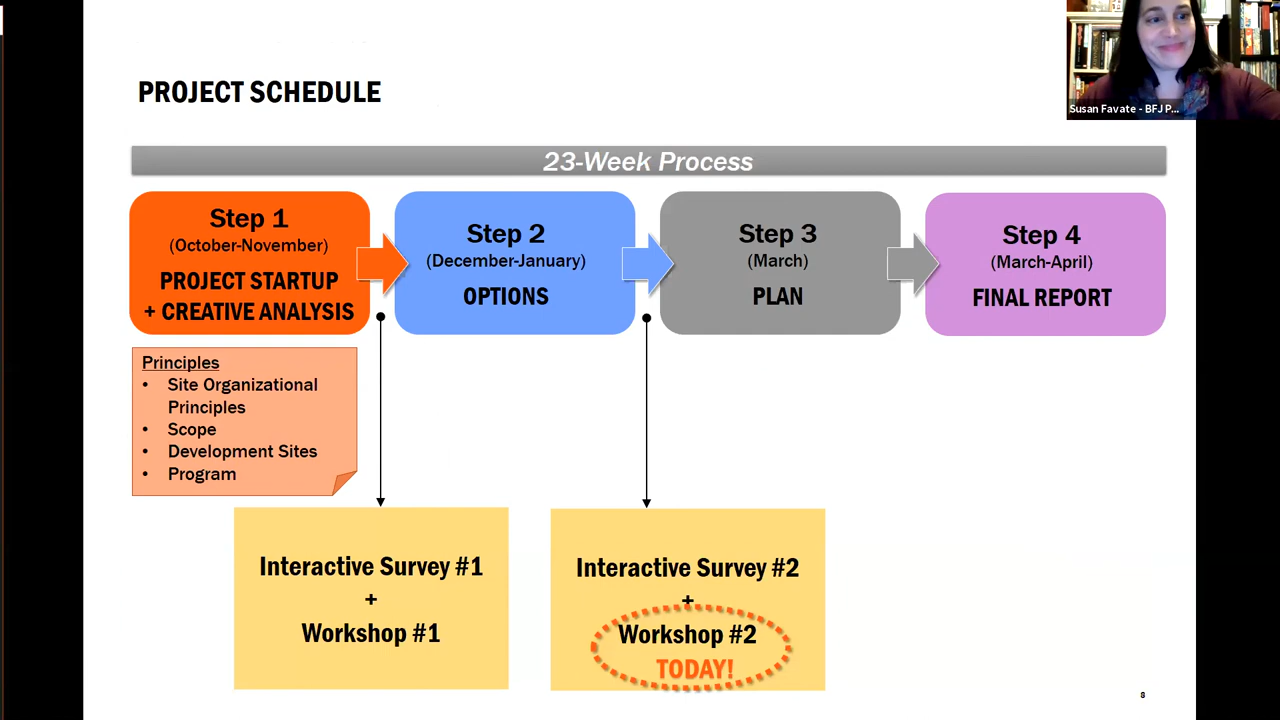 PROJECT SCHEDULE
Susan Favate - BFJ P...
23-Week Process
Step 1
(October-November)
PROJECT STARTUP
+ CREATIVE ANALYSIS
Step 2
(December-January)
OPTIONS
Step 3
(March)
PLAN
Step 4
(March-April)
FINAL REPORT
Principles
• Site Organizational
Principles
• Scope
• Development Sites
• Program
Interactive Survey #1
+
Workshop #1
Interactive Survey #2
+
Workshop #2
TODAY!
8